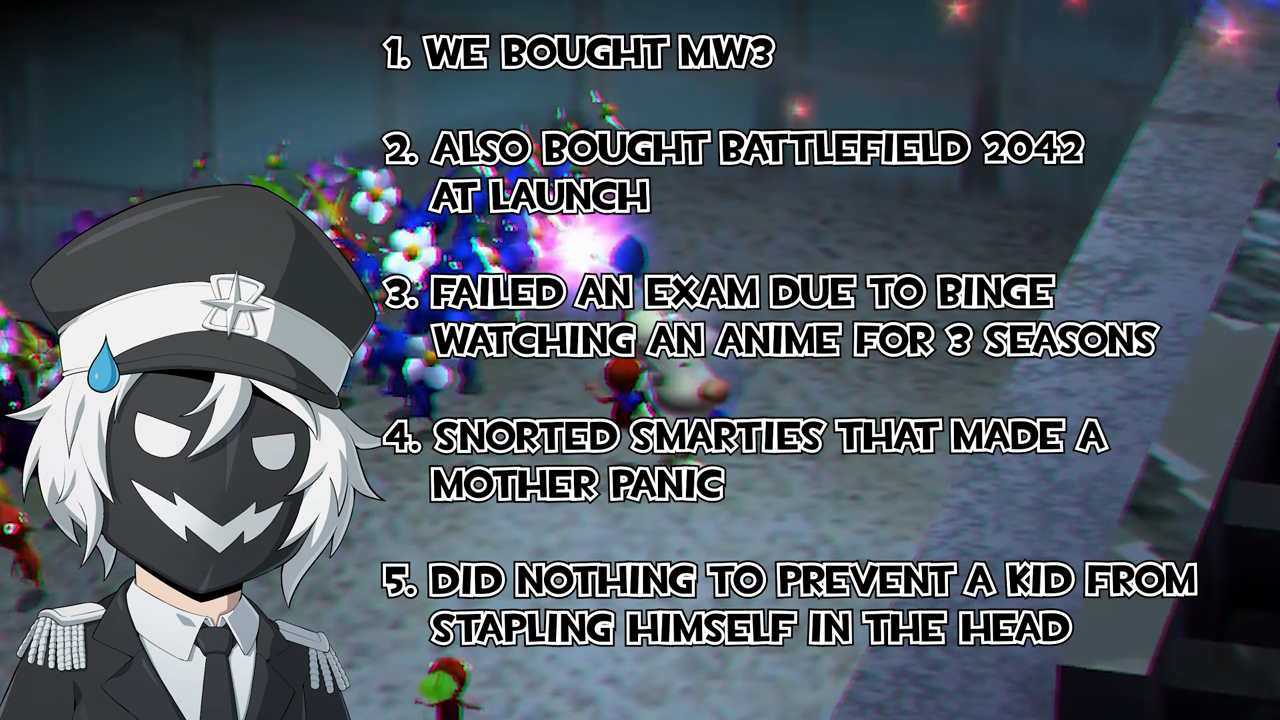 1. WE BOUGHT MW3
2. ALSO BOUGHT BATTLEFIELD 2042
AT LAUNCH
3. FAILED AN EXAM DUE TO BINGE
WATCHING AN ANIME FOR 3 SEASONS
4. SNORTED SMARTIES THAT MADE A
MOTHER PANIC
5. DID NOTHING TO PREVENT A KID FROM
STAPLING HIMSELF IN THE HEAD